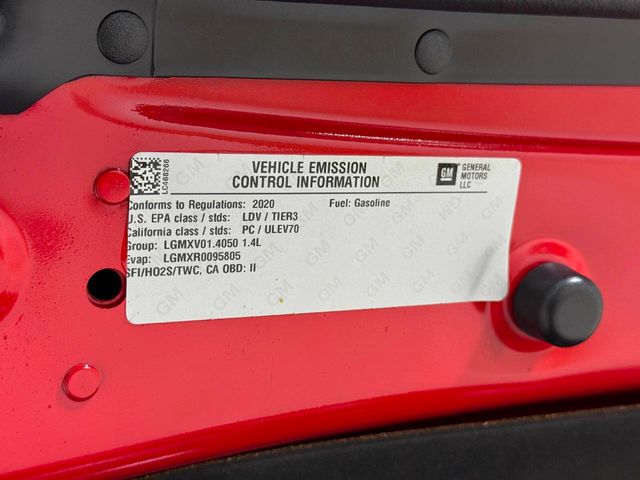 LC468266
VEHICLE EMISSION
CONTROL INFORMATION
GM
GENERAL
MOTORS
LLC
Conforms to Regulations: 2020 Fuel: Gasoline
U.S. EPA class / stds: LDV / TIER3
California class / stds: PC / ULEV70
Group: LGMXV01.4050 1.4L
Evap: LGMXR0095805
SFI/HO2S/TWC, CA OBD: II